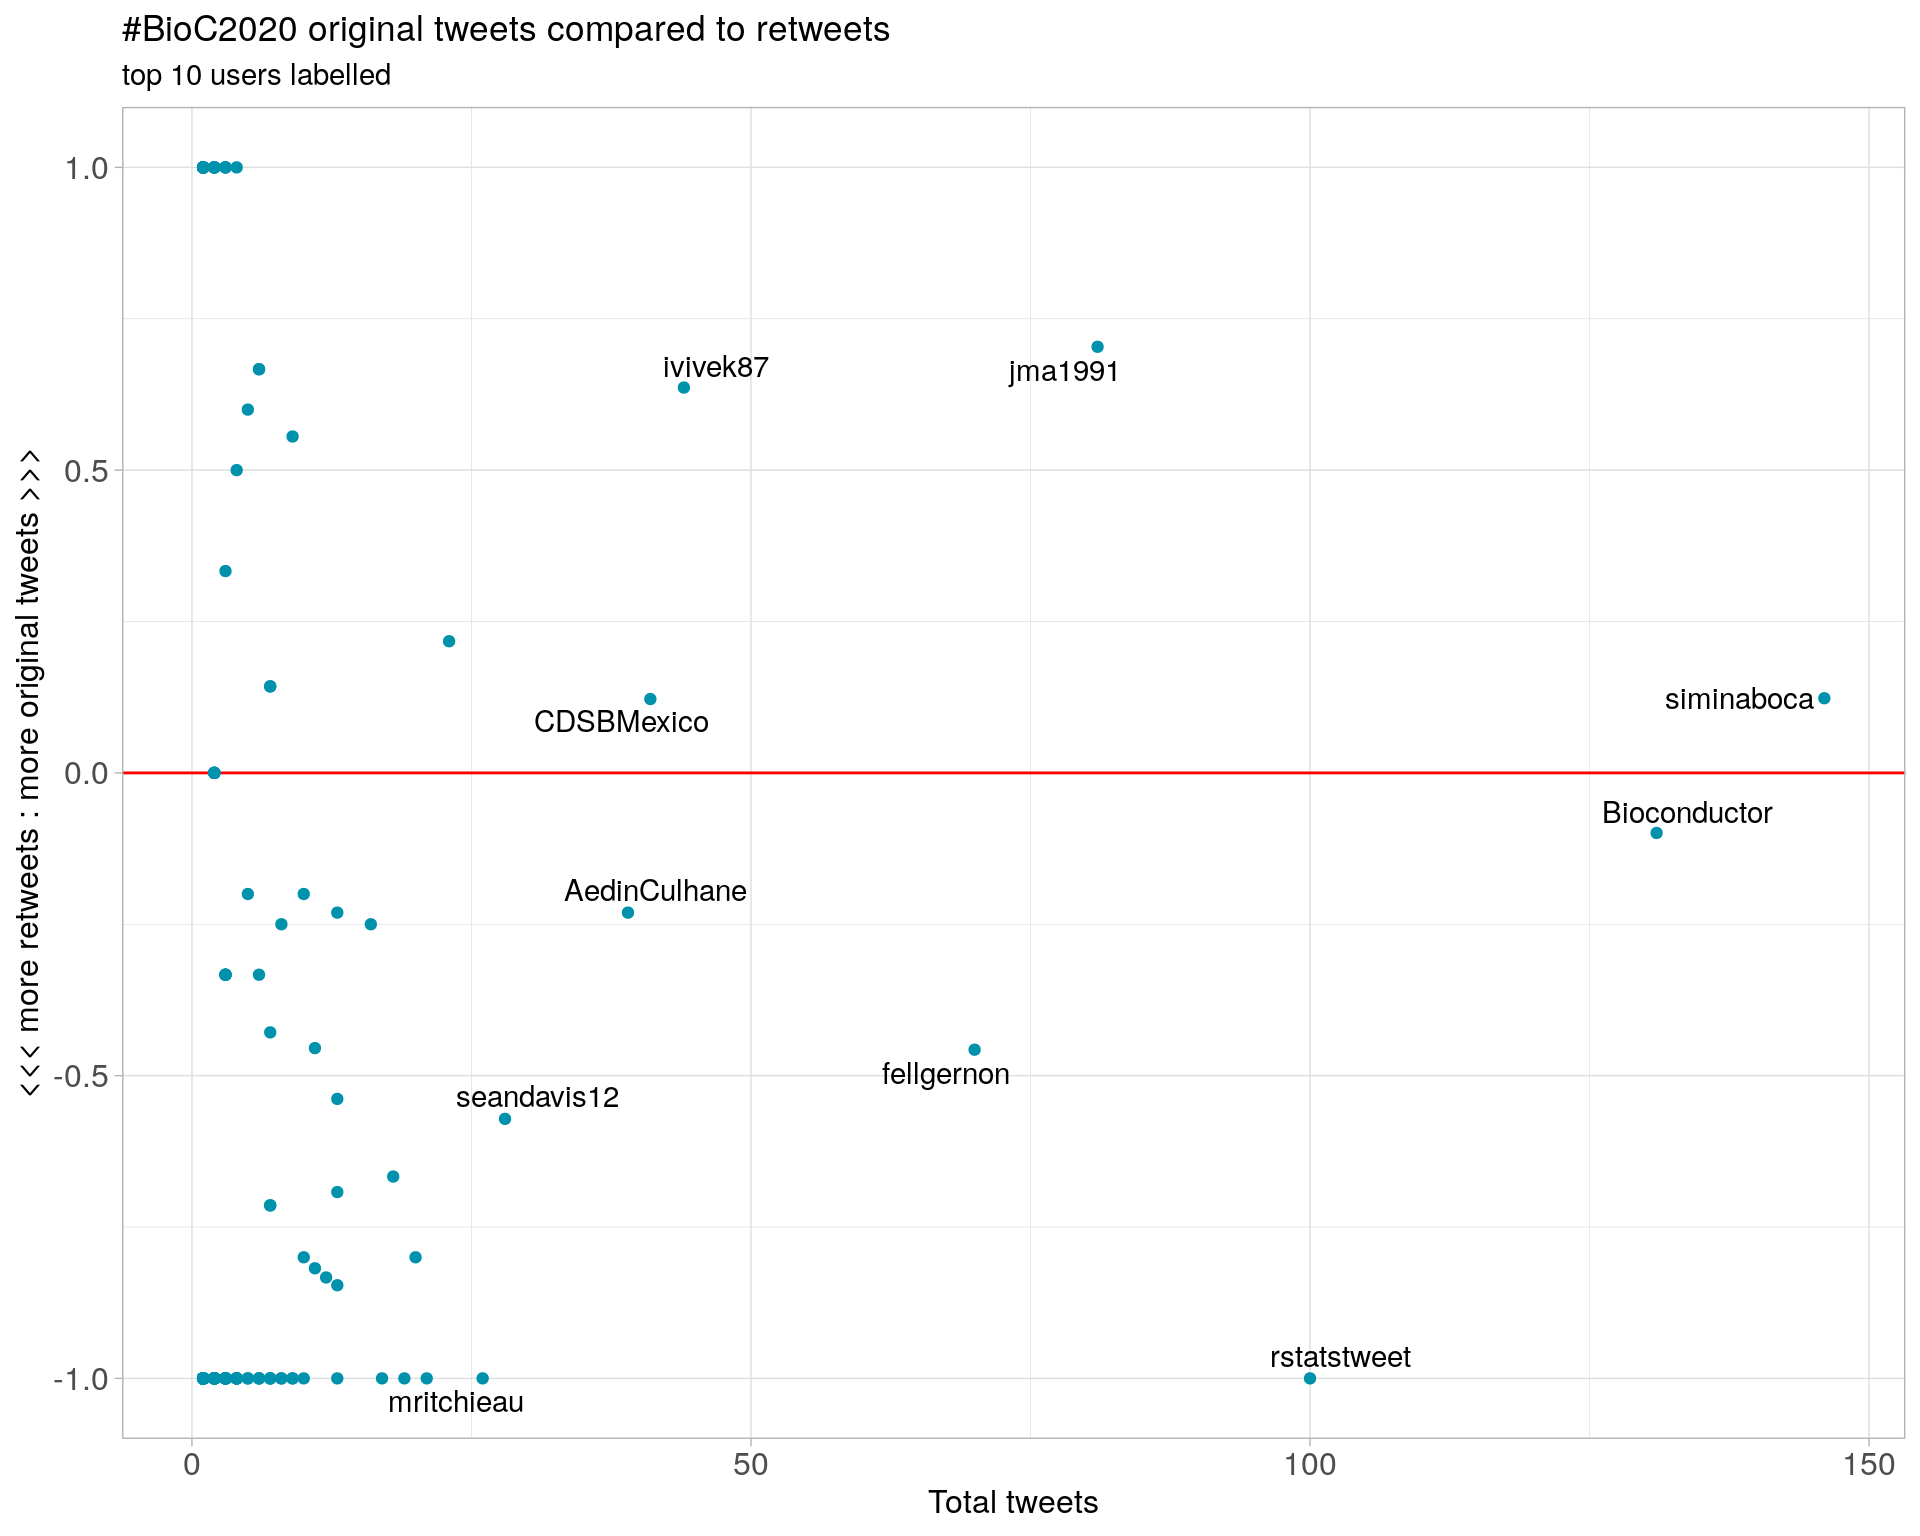 #BioC2020 original tweets compared to retweets
top 10 users labelled
<<< more retweets : more original tweets >>>
1.0
0.5
0.0
-0.5
-1.0
ivivek87
jma1991
CDSBMexico
siminaboca
Bioconductor
AedinCulhane
fellgernon
seandavis12
rstatstweet
mritchieau
0
50
100
150
Total tweets